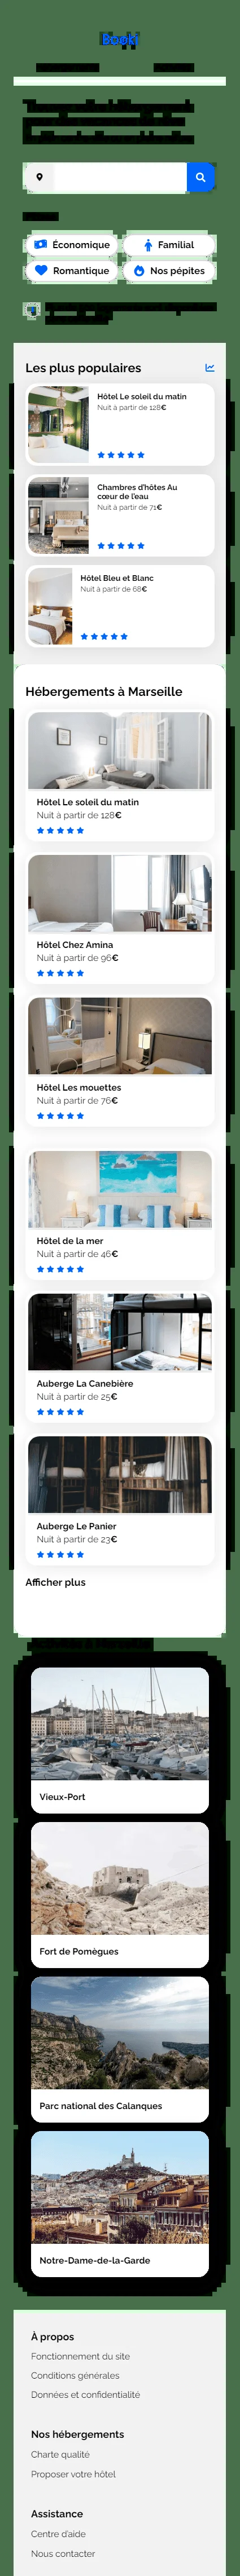 Booki
Économique
Familial
Romantique
Nos pépites
Les plus populaires
Hôtel Le soleil du matin
Nuit à partir de 128€
Chambres d'hôtes Au
cœur de l'eau
Nuit à partir de 71€
Hôtel Bleu et Blanc
Nuit à partir de 68€
Hébergements à Marseille
Hôtel Le soleil du matin
Nuit à partir de 128€
Hôtel Chez Amina
Nuit à partir de 96€
Hôtel Les mouettes
Nuit à partir de 76€
Hôtel de la mer
Nuit à partir de 46€
Auberge La Canebière
Nuit à partir de 25€
Auberge Le Panier
Nuit à partir de 23€
Afficher plus
Activités à Marseille
Vieux-Port
Fort de Pomègues
Parc national des Calanques
Notre-Dame-de-la-Garde
À propos
Fonctionnement du site
Conditions générales
Données et confidentialité
Nos hébergements
Charte qualité
Proposer votre hôtel
Assistance
Centre d'aide
Nous contacter